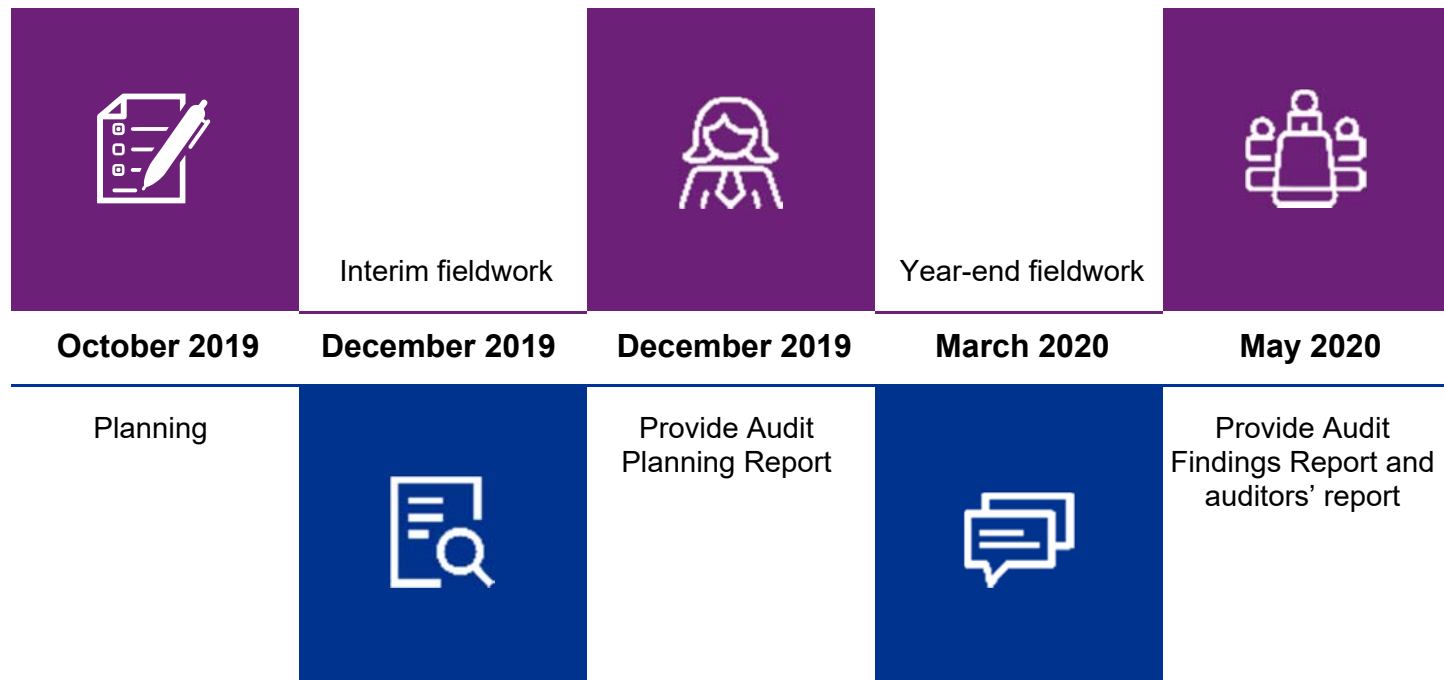 Interim fieldwork
Year-end fieldwork
October 2019
December 2019
December 2019
March 2020
May 2020
Planning
Provide Audit
Planning Report
Provide Audit
Findings Report and
auditors’ report